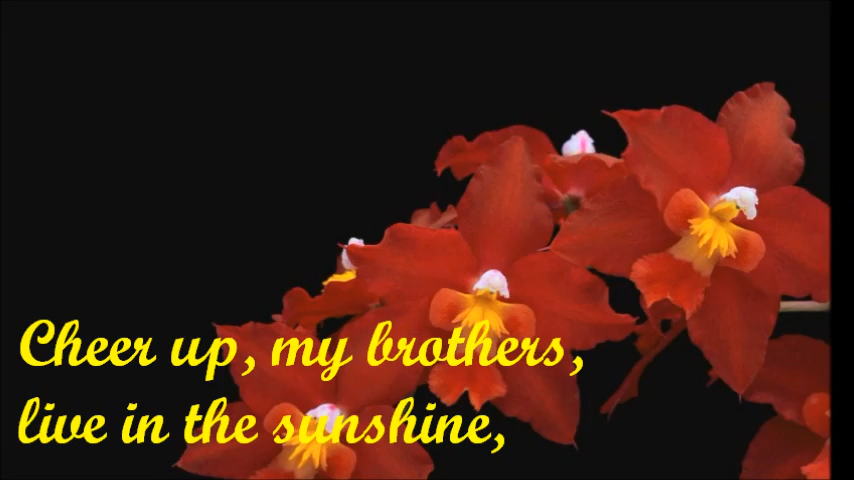 Cheer up, my brothers,
live in the sunshine,